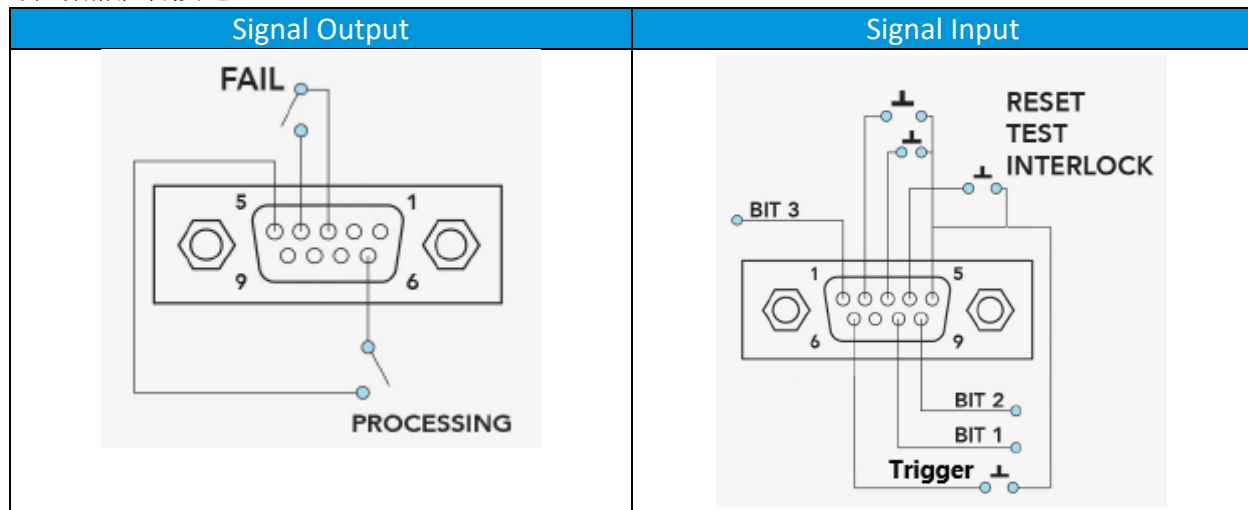 Signal Output
Signal Input
FAIL
5
1
9
6
PROCESSING
RESET
TEST
INTERLOCK
BIT 3
1
5
6
9
BIT 2
BIT 1
Trigger